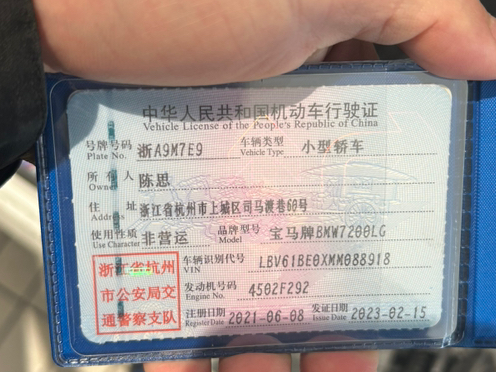 中华人民共和国机动车行驶证
Vehicle License of the People's Republic of China
号牌号码 浙A9M7E9 车辆类型 小型轿车
Plate No. Vehicle Type
所有人 陈思
Owner
住址 浙江省杭州市上城区司马渡巷60号
Address
使用性质 非营运 品牌型号 宝马牌BMW7200LG
Use Character Model
浙江省杭州
市公安局交
通警察支队
车辆识别代号 LBV61BE0XMM088918
VIN
发动机号码 4502F292
Engine No.
注册日期 2021-06-08 发证日期 2023-02-15
Register Date Issue Date